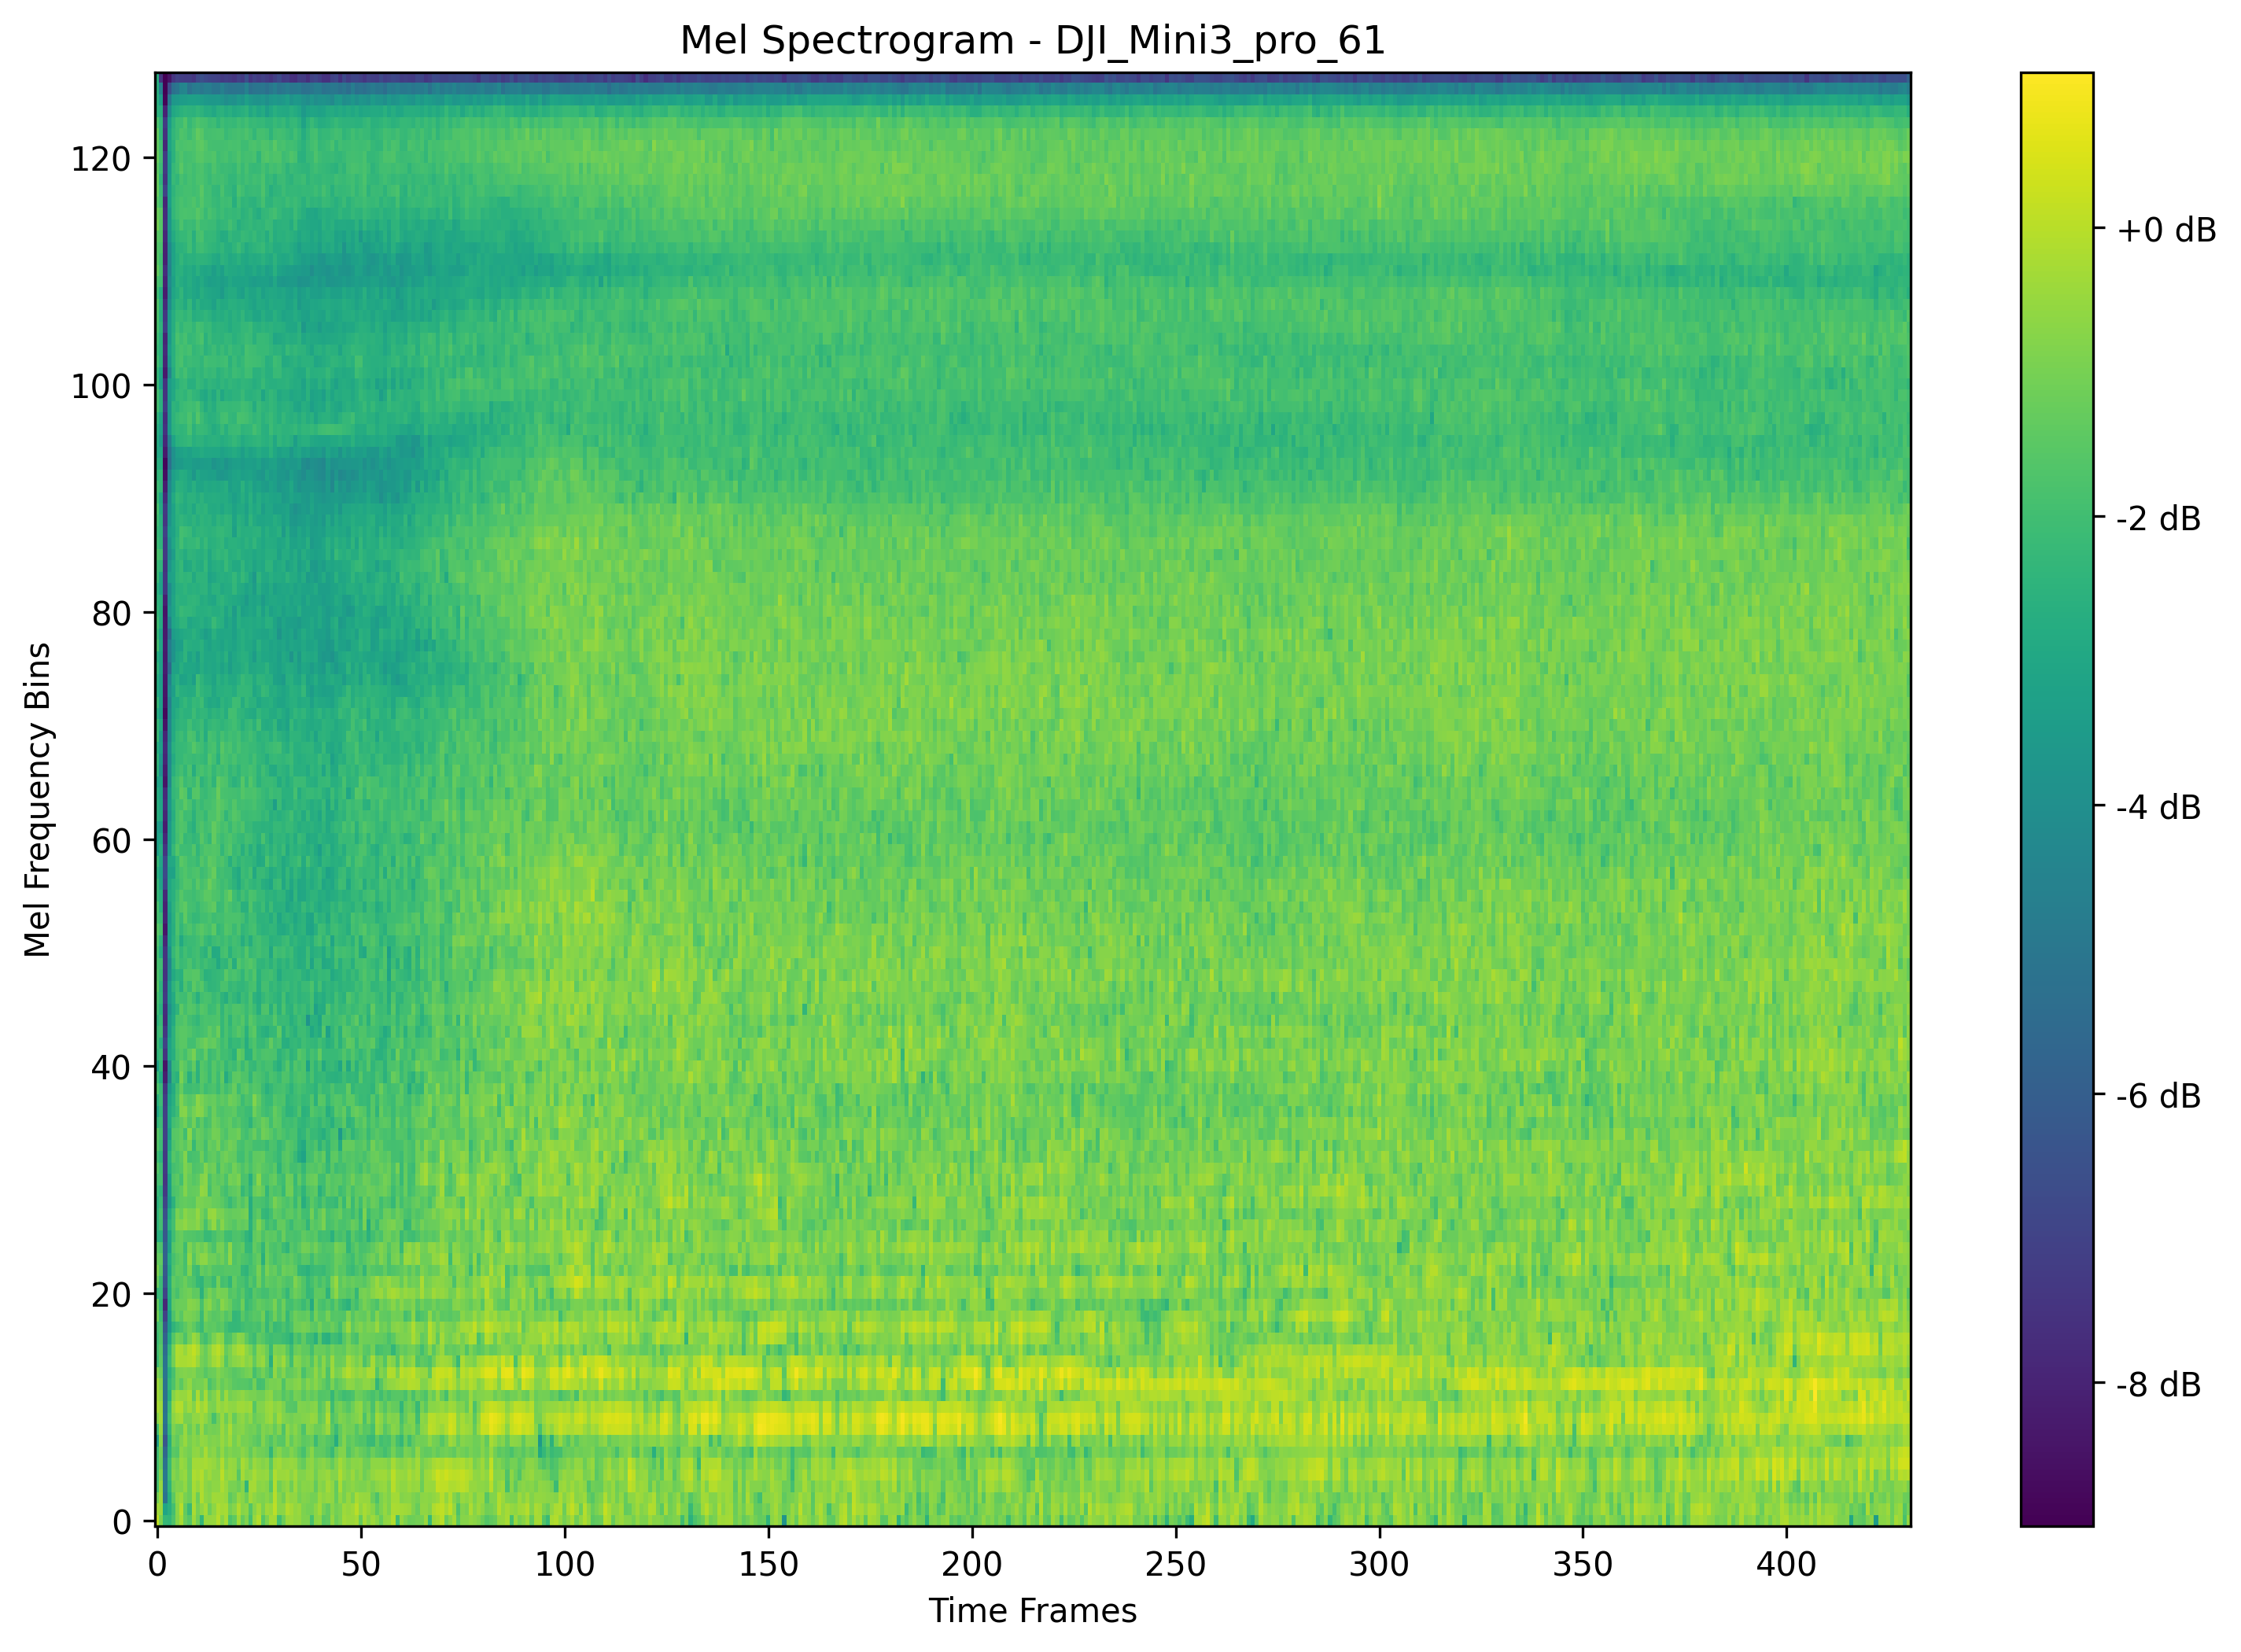 Mel Spectrogram - DJI_Mini3_pro_61
Mel Frequency Bins
120
100
80
60
40
20
0
0 50 100 150 200 250 300 350 400
Time Frames
+0 dB
-2 dB
-4 dB
-6 dB
-8 dB